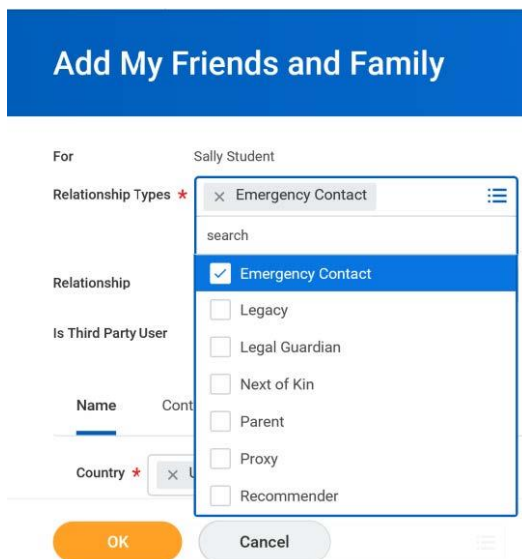 Add My Friends and Family
For Sally Student
Relationship Types * × Emergency Contact
search
Emergency Contact
Relationship
Legacy
Is Third Party User
Legal Guardian
Next of Kin
Name Cont
Parent
Proxy
Country * ×
Recommender
OK Cancel